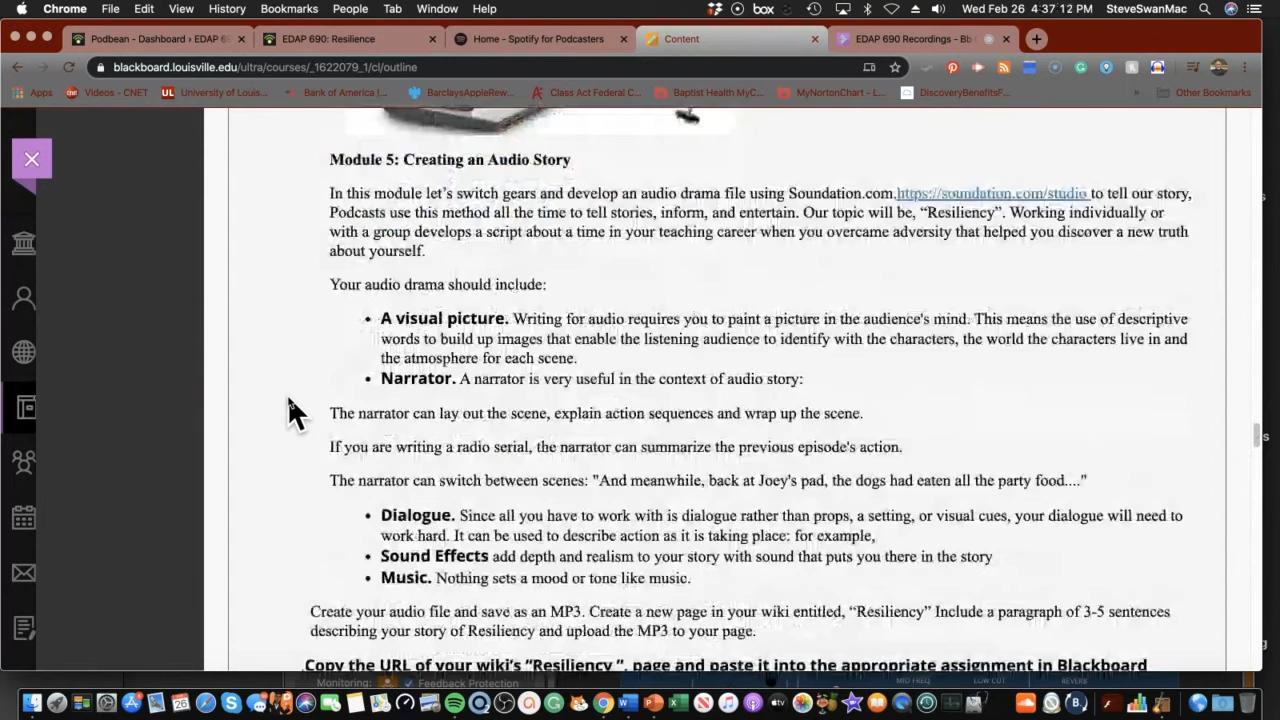 Chrome File Edit View History Bookmarks People Tab Window Help box Wed Feb 26 4:37:12 PM SteveSwanMac
Podbean - Dashboard › EDAP 69 EDAP 690: Resilience Home - Spotify for Podcasters Content EDAP 690 Recordings - Bb C
blackboard.louisville.edu/ultra/courses/_1622079_1/cl/outline
Apps Videos - CNET University of Louis... Bank of America |... BarclaysAppleRew... Class Act Federal C... Baptist Health MyC... MyNortonChart - L... DiscoveryBenefitsF... » Other Bookmarks
Module 5: Creating an Audio Story
In this module let’s switch gears and develop an audio drama file using Soundation.com,https://soundation.com/studio to tell our story,
Podcasts use this method all the time to tell stories, inform, and entertain. Our topic will be, “Resiliency”. Working individually or
with a group develops a script about a time in your teaching career when you overcame adversity that helped you discover a new truth
about yourself.
Your audio drama should include:
• A visual picture. Writing for audio requires you to paint a picture in the audience's mind. This means the use of descriptive
words to build up images that enable the listening audience to identify with the characters, the world the characters live in and
the atmosphere for each scene.
• Narrator. A narrator is very useful in the context of audio story:
The narrator can lay out the scene, explain action sequences and wrap up the scene.
If you are writing a radio serial, the narrator can summarize the previous episode's action.
The narrator can switch between scenes: "And meanwhile, back at Joey's pad, the dogs had eaten all the party food...."
• Dialogue. Since all you have to work with is dialogue rather than props, a setting, or visual cues, your dialogue will need to
work hard. It can be used to describe action as it is taking place: for example,
• Sound Effects add depth and realism to your story with sound that puts you there in the story
• Music. Nothing sets a mood or tone like music.
Create your audio file and save as an MP3. Create a new page in your wiki entitled, “Resiliency” Include a paragraph of 3-5 sentences
describing your story of Resiliency and upload the MP3 to your page.
Copy the URL of your wiki’s “Resiliency ”, page and paste it into the appropriate assignment in Blackboard
Monitoring: Feedback Protection MID FREQ LOW CUT REVERB